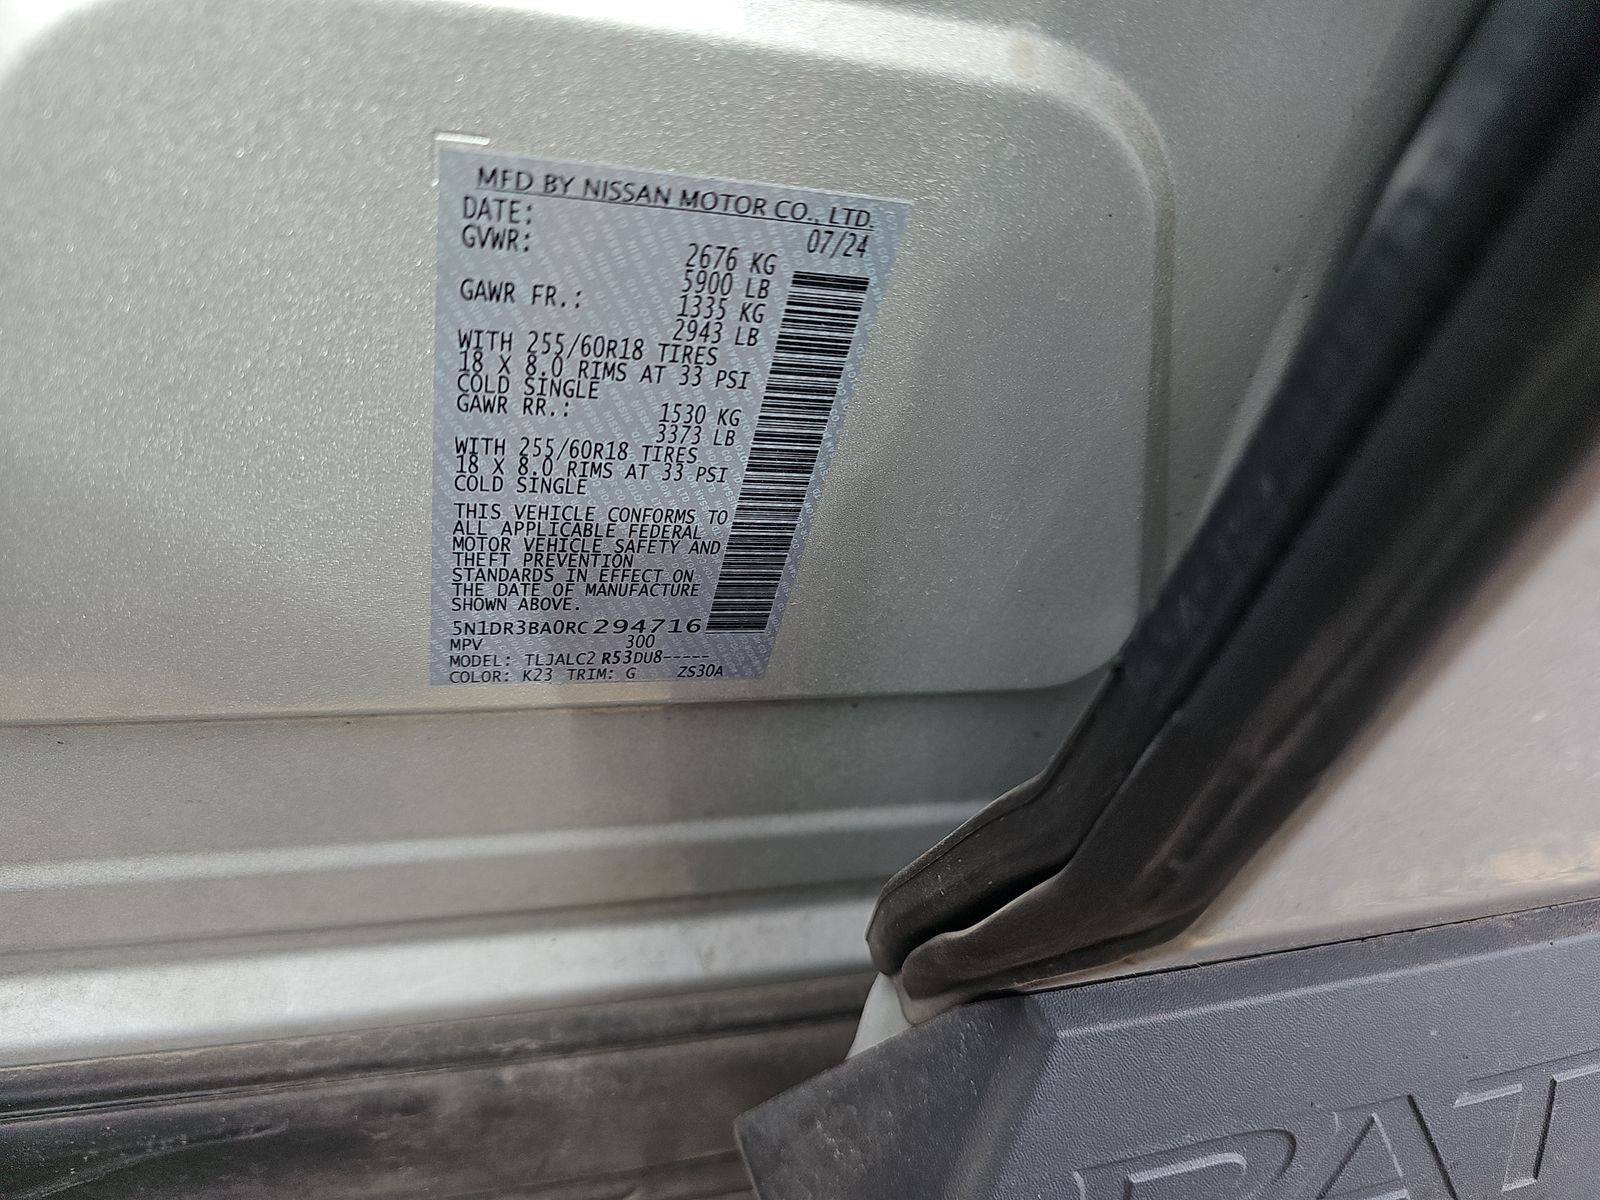 MFD BY NISSAN MOTOR CO., LTD.
DATE: 07/24
GVWR: 2676 KG
5900 LB
GAWR FR.: 1335 KG
2943 LB
WITH 255/60R18 TIRES
18 X 8.0 RIMS AT 33 PSI
COLD SINGLE
GAWR RR.: 1530 KG
3373 LB
WITH 255/60R18 TIRES
18 X 8.0 RIMS AT 33 PSI
COLD SINGLE
THIS VEHICLE CONFORMS TO
ALL APPLICABLE FEDERAL
MOTOR VEHICLE SAFETY AND
THEFT PREVENTION
STANDARDS IN EFFECT ON
THE DATE OF MANUFACTURE
SHOWN ABOVE.
5N1DR3BA0RC294716
MPV 300
MODEL: TLJALC2 R53DU8-----
COLOR: K23 TRIM: G ZS30A
PAT